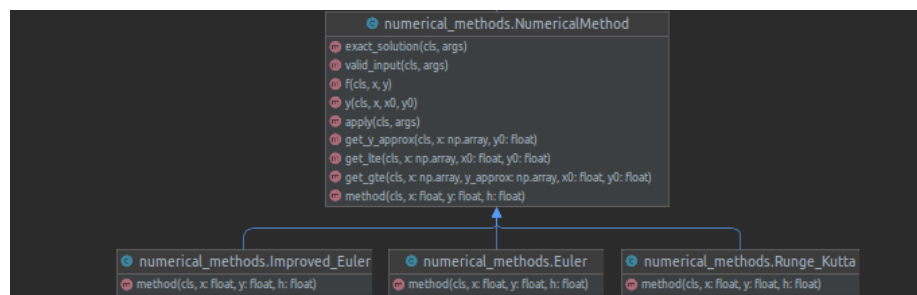 numerical_methods.NumericalMethod
exact_solution(cls, args)
valid_input(cls, args)
f(cls, x, y)
y(cls, x, x0, y0)
apply(cls, args)
get_y_approx(cls, x: np.array, y0: float)
get_lte(cls, x: np.array, x0: float, y0: float)
get_gte(cls, x: np.array, y_approx: np.array, x0: float, y0: float)
method(cls, x: float, y: float, h: float)
numerical_methods.Improved_Euler
method(cls, x: float, y: float, h: float)
numerical_methods.Euler
method(cls, x: float, y: float, h: float)
numerical_methods.Runge_Kutta
method(cls, x: float, y: float, h: float)